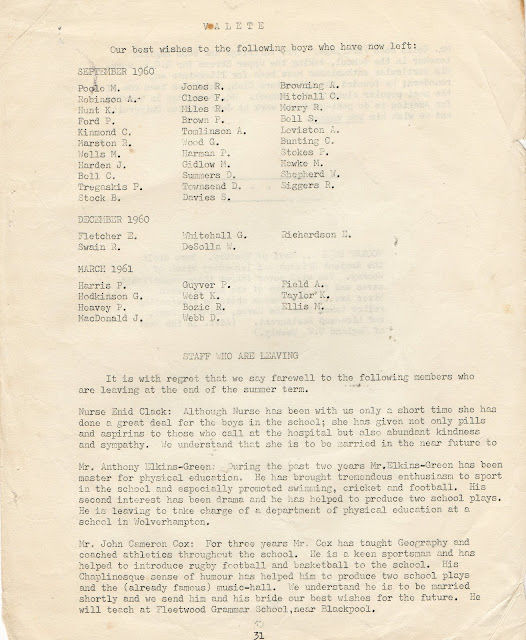 VALETE
Our best wishes to the following boys who have now left:
SEPTEMBER 1960
Poole M. Jones R. Browning A.
Robinson A. Close F. Mitchall C.
Hunt K. Miles R. Merry R.
Ford P. Brown P. Bell S.
Kinmond C. Tomlinson A. Leviston A.
Marston R. Wood G. Bunting C.
Wells M. Harman P. Stokes P.
Harden J. Gidlow M. Hawke M.
Bell C. Summers D. Shepherd W.
Tregaskis P. Townsend D. Siggers R.
Stock B. Davies S.
DECEMBER 1960
Fletcher E. Whitehall G. Richardson E.
Swain R. DeSolla W.
MARCH 1961
Harris P. Guyver P. Field A.
Hodkinson G. West K. Taylor K.
Heavey P. Bozic R. Ellis M.
MacDonald J. Webb D.
STAFF WHO ARE LEAVING
It is with regret that we say farewell to the following members who
are leaving at the end of the summer term.
Nurse Enid Clack: Although Nurse has been with us only a short time she has
done a great deal for the boys in the school; she has given not only pills
and aspirins to those who call at the hospital but also abundant kindness
and sympathy. We understand that she is to be married in the near future to
Mr. Anthony Elkins-Green: During the past two years Mr.Elkins-Green has been
master for physical education. He has brought tremendous enthusiasm to sport
in the school and especially promoted swimming, cricket and football. His
second interest has been drama and he has helped to produce two school plays.
He is leaving to take charge of a department of physical education at a
school in Wolverhampton.
Mr. John Cameron Cox: For three years Mr. Cox has taught Geography and
coached athletics throughout the school. He is a keen sportsman and has
helped to introduce rugby football and basketball to the school. His
Chaplinesque sense of humour has helped him to produce two school plays
and the (already famous) music-hall. We understand he is to be married
shortly and we send him and his bride our best wishes for the future. He
will teach at Fleetwood Grammar School,near Blackpool.
31